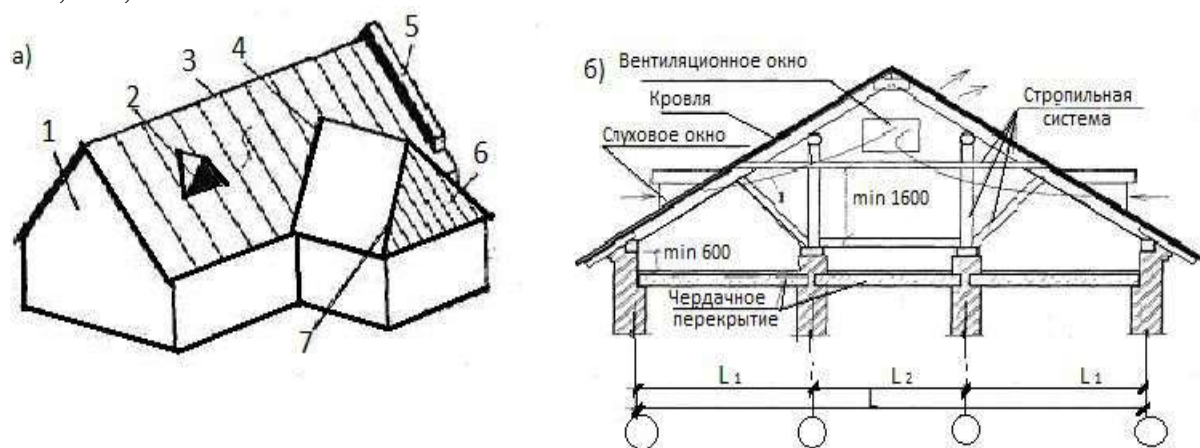 а)
1
2
3
4
5
6
7
б)
Вентиляционное окно
Кровля
Слуховое окно
Стропильная
система
min 1600
min 600
Чердачное
перекрытие
L 1
L 2
L 1
L